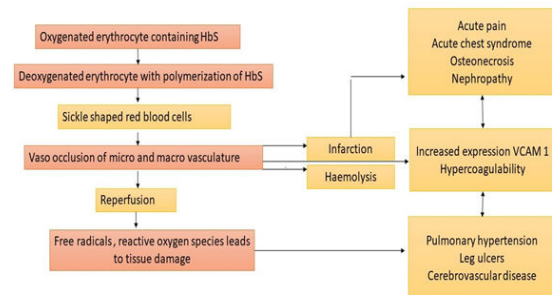 Oxygenated erythrocyte containing HbS
Deoxygenated erythrocyte with polymerization of HbS
Sickle shaped red blood cells
Vaso occlusion of micro and macro vasculature
Reperfusion
Free radicals, reactive oxygen species leads
to tissue damage
Infarction
Haemolysis
Acute pain
Acute chest syndrome
Osteonecrosis
Nephropathy
Increased expression VCAM 1
Hypercoagulability
Pulmonary hypertension
Leg ulcers
Cerebrovascular disease